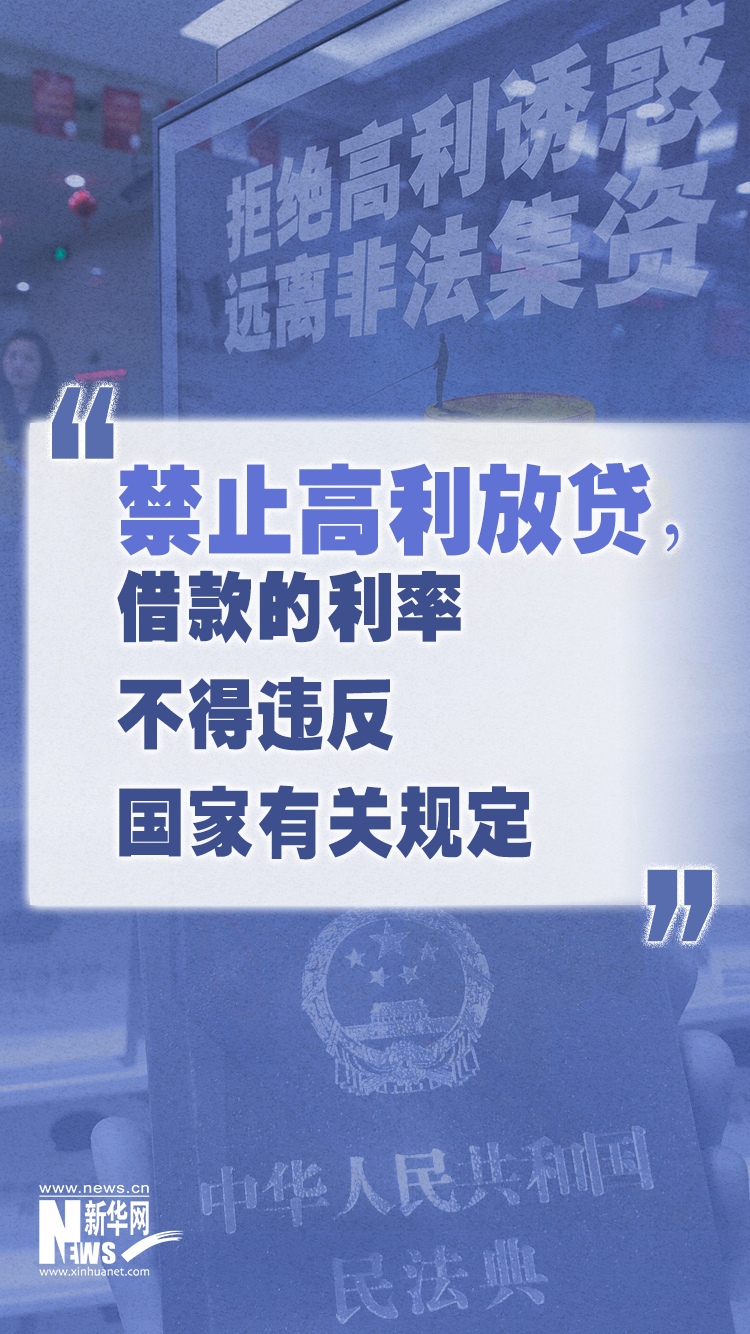 拒绝高利诱惑
远离非法集资
“
禁止高利放贷，
借款的利率
不得违反
国家有关规定
”
中华人民共和国
民法典
www.news.cn
新华网
NEWS
www.xinhuanet.com